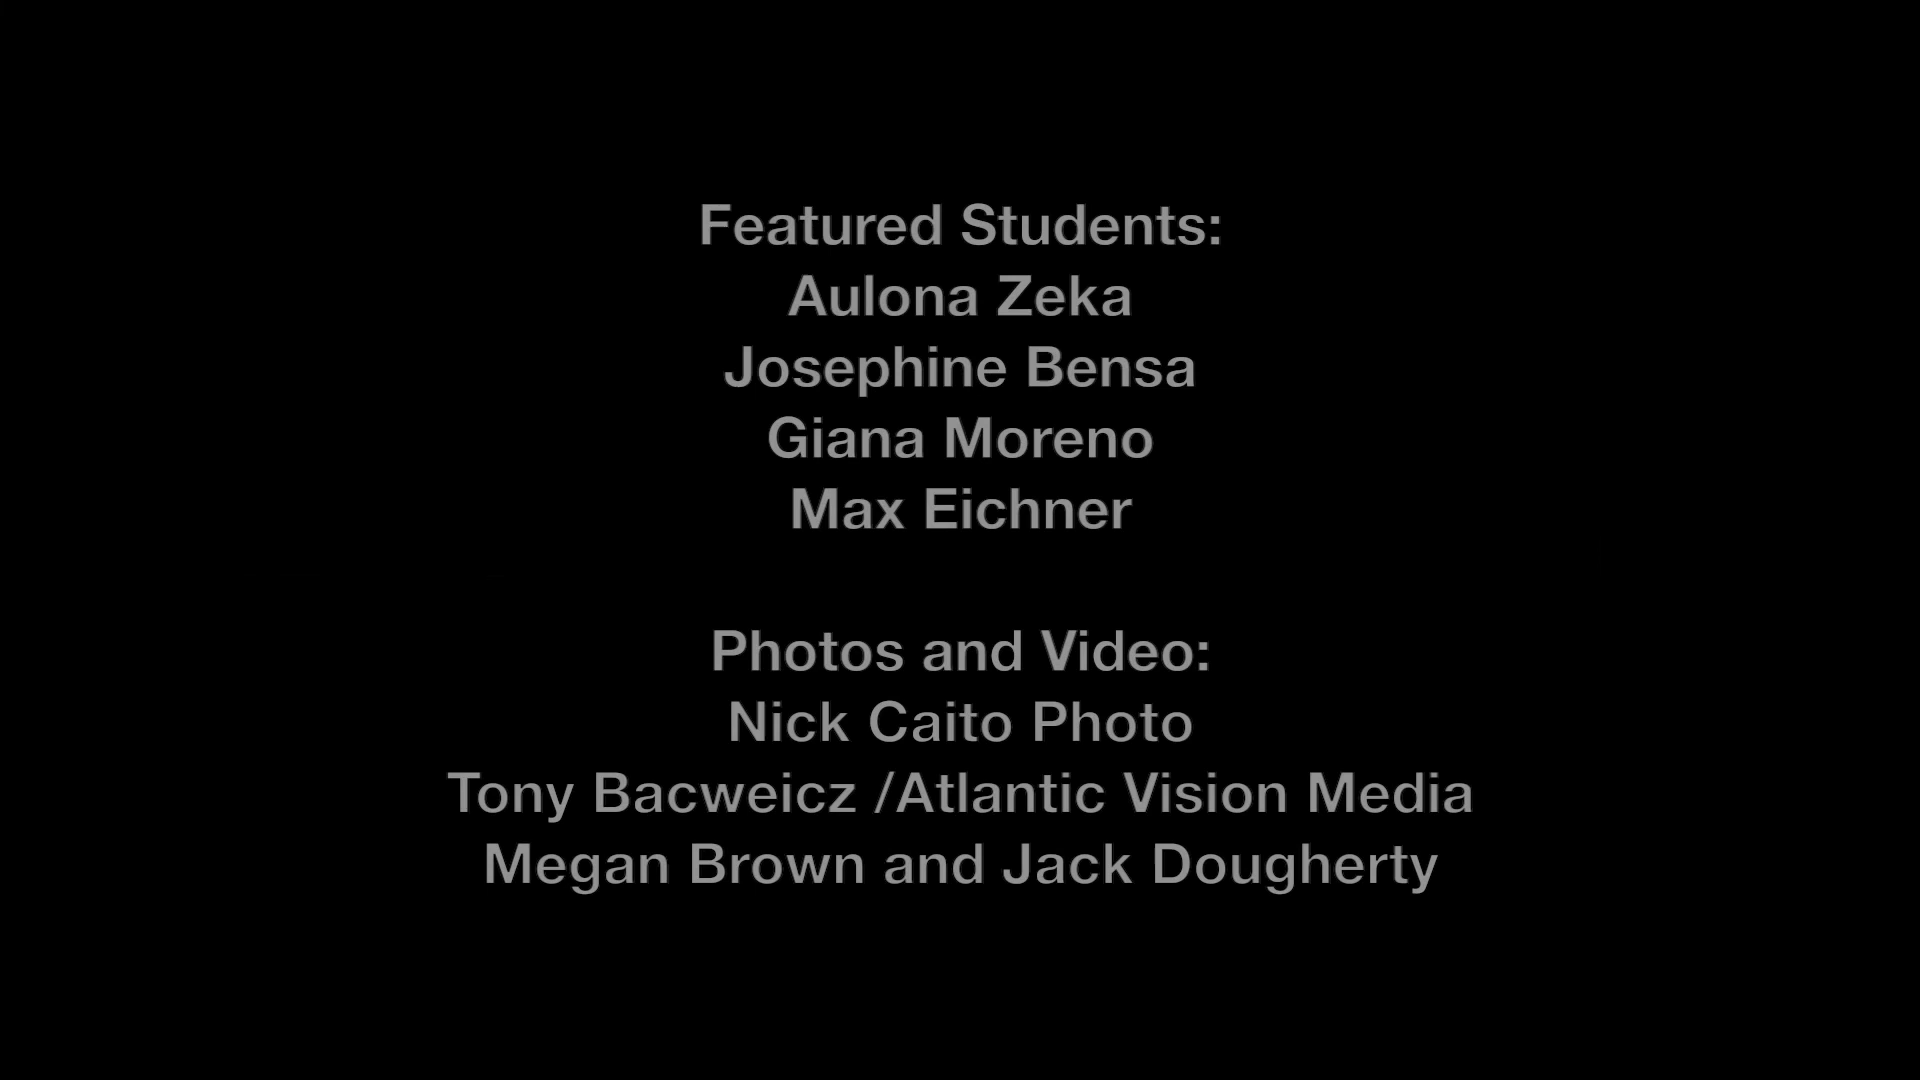 Featured Students:
Aulona Zeka
Josephine Bensa
Giana Moreno
Max Eichner
Photos and Video:
Nick Caito Photo
Tony Bacweicz /Atlantic Vision Media
Megan Brown and Jack Dougherty